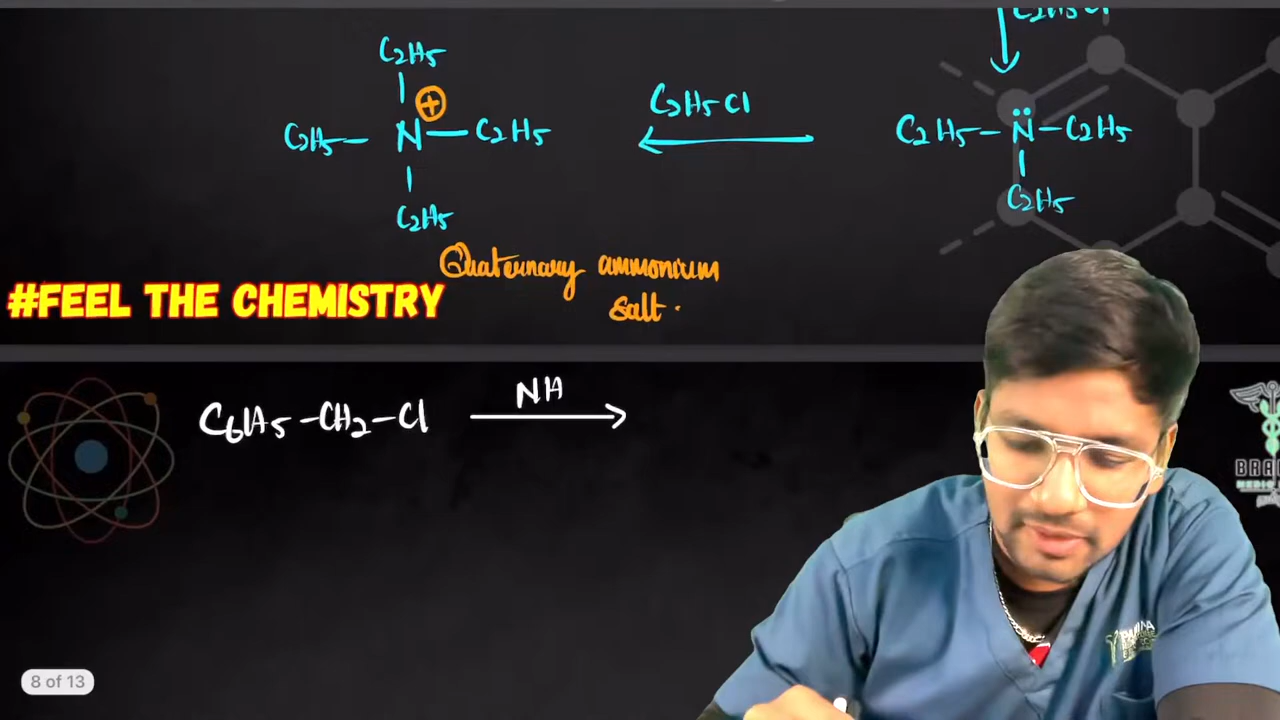 C2H5Cl
C2H5
⊕
C2H5– N – C2H5
C2H5
C2H5Cl
C2H5 – N̈ – C2H5
C2H5
Quaternary ammonium
salt.
#FEEL THE CHEMISTRY
C6H5 – CH2 – Cl
NH
8 of 13